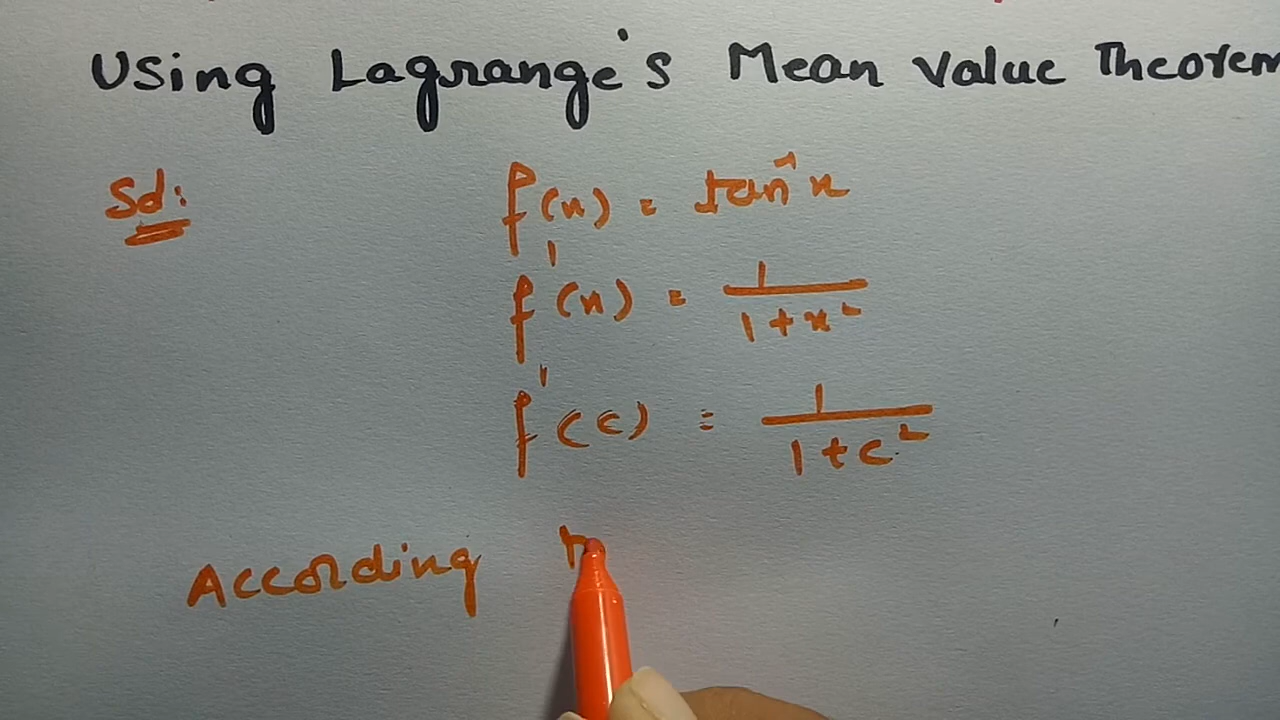 Using Lagrange's Mean Value Theorem
Sol:
f(x) = tan⁻¹x
f'(x) = 1/(1+x²)
f'(c) = 1/(1+c²)
According